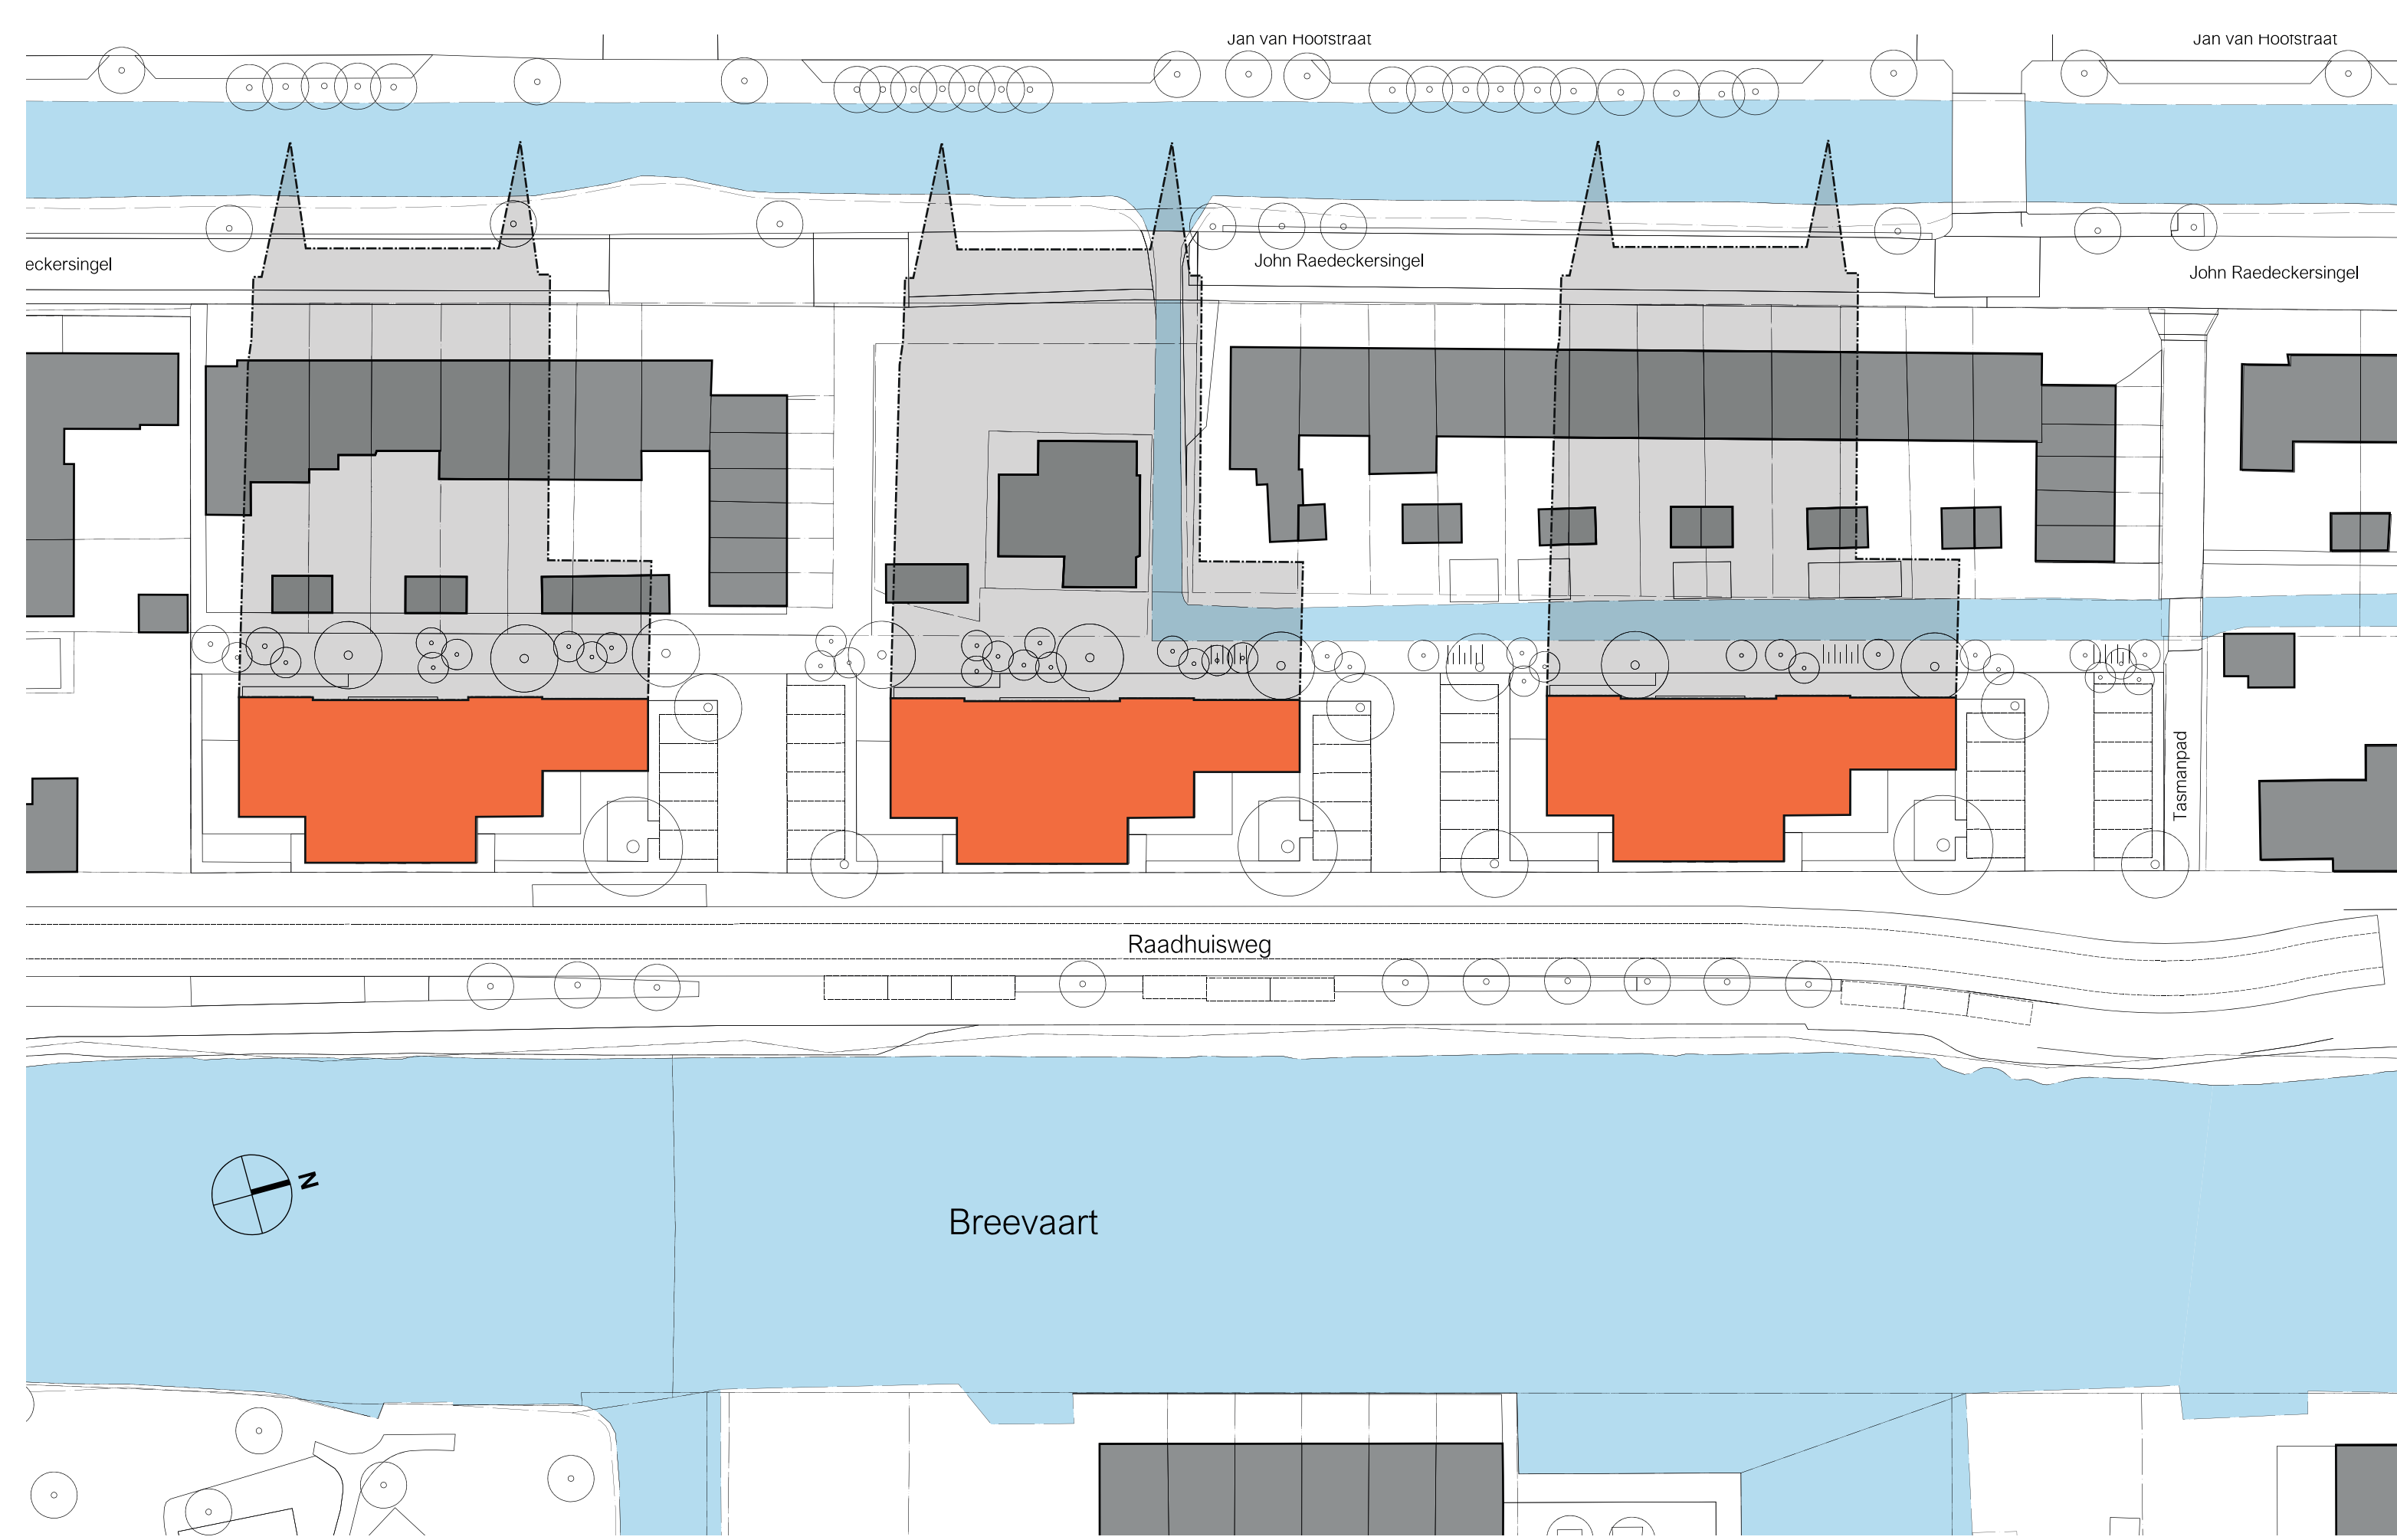 Jan van Hoofstraat
Jan van Hoofstraat
eckersingel
John Raedeckersingel
John Raedeckersingel
Tasmanpad
Raadhuisweg
N
Breevaart